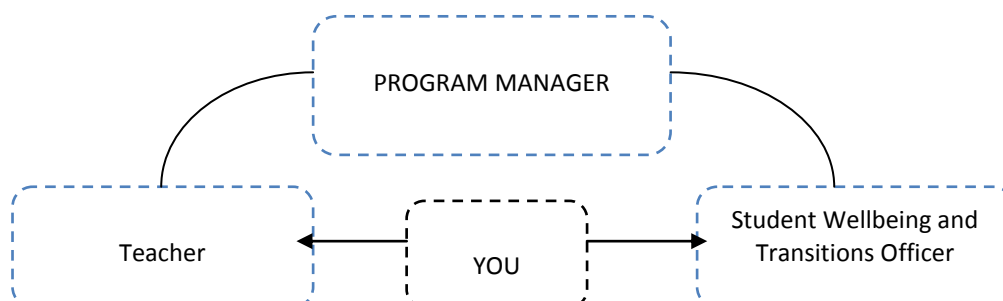 PROGRAM MANAGER
Teacher
YOU
Student Wellbeing and
Transitions Officer